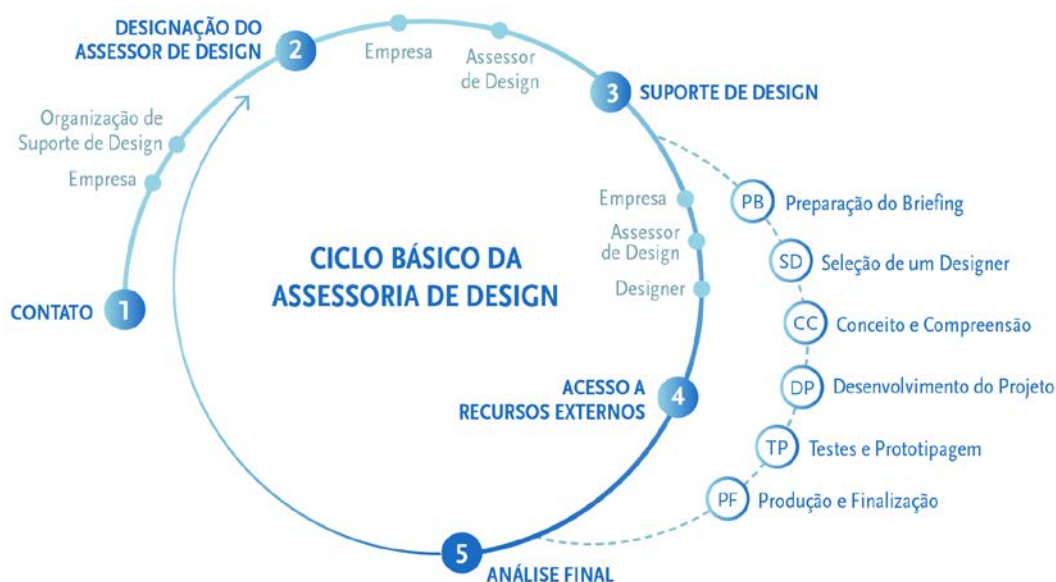 DESIGNAÇÃO DO
ASSESSOR DE DESIGN
2
Empresa
Assessor
de Design
3
SUPORTE DE DESIGN
Organização de
Suporte de Design
Empresa
CONTATO
1
CICLO BÁSICO DA
ASSESSORIA DE DESIGN
Empresa
Assessor
de Design
Designer
PB
Preparação do Briefing
SD
Seleção de um Designer
CC
Conceito e Compreensão
DP
Desenvolvimento do Projeto
TP
Testes e Prototipagem
PF
Produção e Finalização
ACESSO A
RECURSOS EXTERNOS
4
5
ANÁLISE FINAL